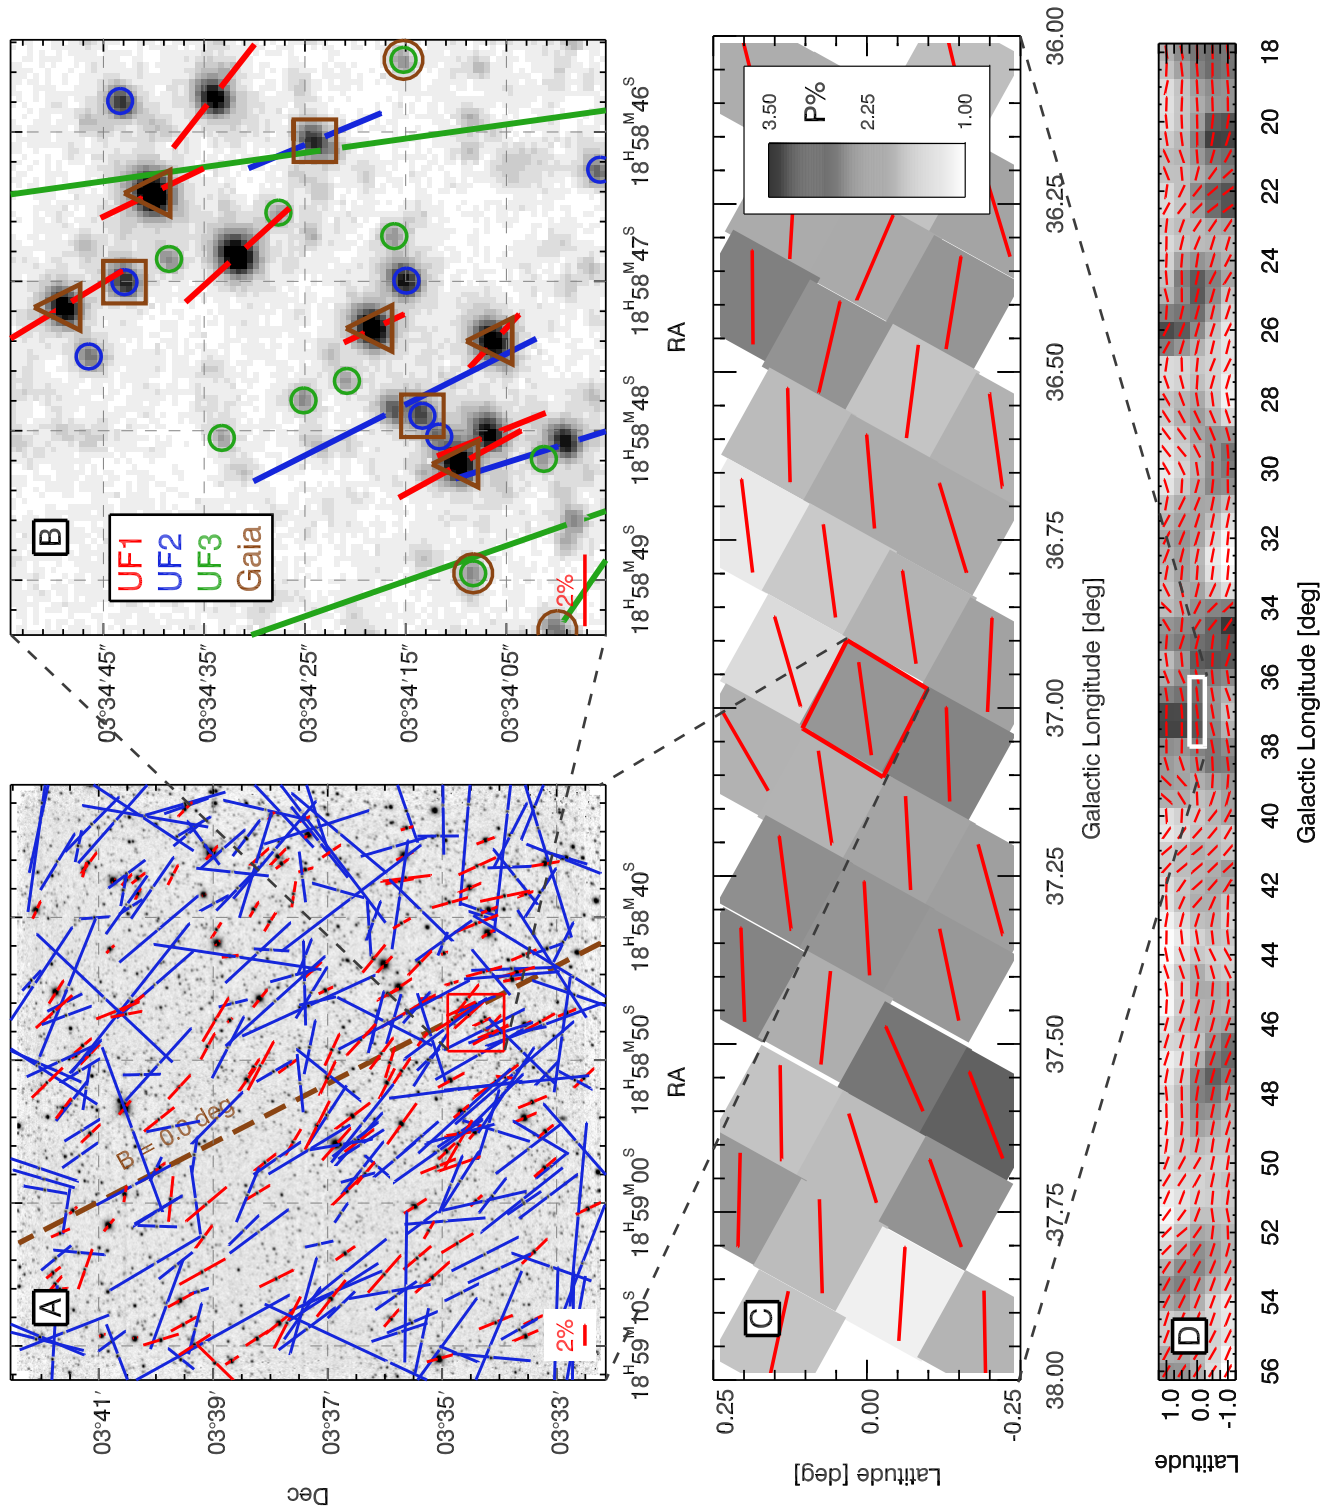 A
B = 0.0 deg
2%
03°41′
03°39′
03°37′
03°35′
03°33′
Dec
18ᴴ59ᴹ10ˢ
18ᴴ59ᴹ00ˢ
18ᴴ58ᴹ50ˢ
18ᴴ58ᴹ40ˢ
RA
B
UF1
UF2
UF3
Gaia
2%
03°34′45″
03°34′35″
03°34′25″
03°34′15″
03°34′05″
18ᴴ58ᴹ49ˢ
18ᴴ58ᴹ48ˢ
18ᴴ58ᴹ47ˢ
18ᴴ58ᴹ46ˢ
RA
C
P%
3.50
2.25
1.00
0.25
0.00
-0.25
Latitude [deg]
38.00
37.75
37.50
37.25
37.00
36.75
36.50
36.25
36.00
Galactic Longitude [deg]
D
1.0
0.0
-1.0
Latitude
56
54
52
50
48
46
44
42
40
38
36
34
32
30
28
26
24
22
20
18
Galactic Longitude [deg]